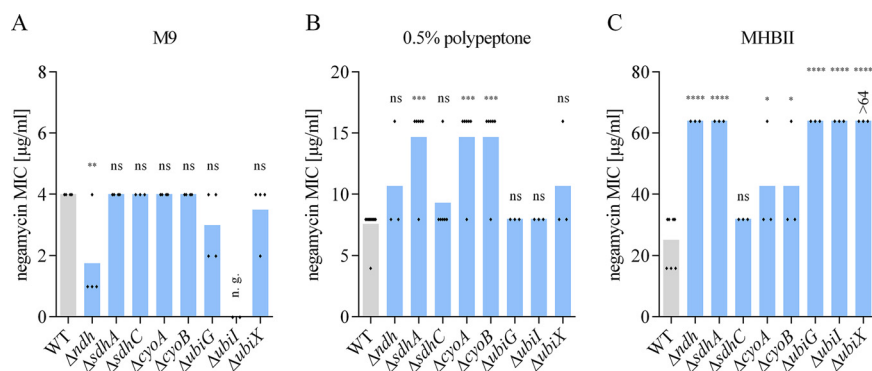 A
M9
negamycin MIC [µg/ml]
8
6
4
2
0
**
ns
ns
ns
ns
ns
n. g.
ns
WT
Δndh
ΔsdhA
ΔsdhC
ΔcyoA
ΔcyoB
ΔubiG
ΔubiI
ΔubiX
B
0.5% polypeptone
negamycin MIC [µg/ml]
20
15
10
5
0
ns
***
ns
***
***
ns
ns
ns
WT
Δndh
ΔsdhA
ΔsdhC
ΔcyoA
ΔcyoB
ΔubiG
ΔubiI
ΔubiX
C
MHBII
negamycin MIC [µg/ml]
80
60
40
20
0
****
****
ns
*
*
****
****
****
>64
WT
Δndh
ΔsdhA
ΔsdhC
ΔcyoA
ΔcyoB
ΔubiG
ΔubiI
ΔubiX